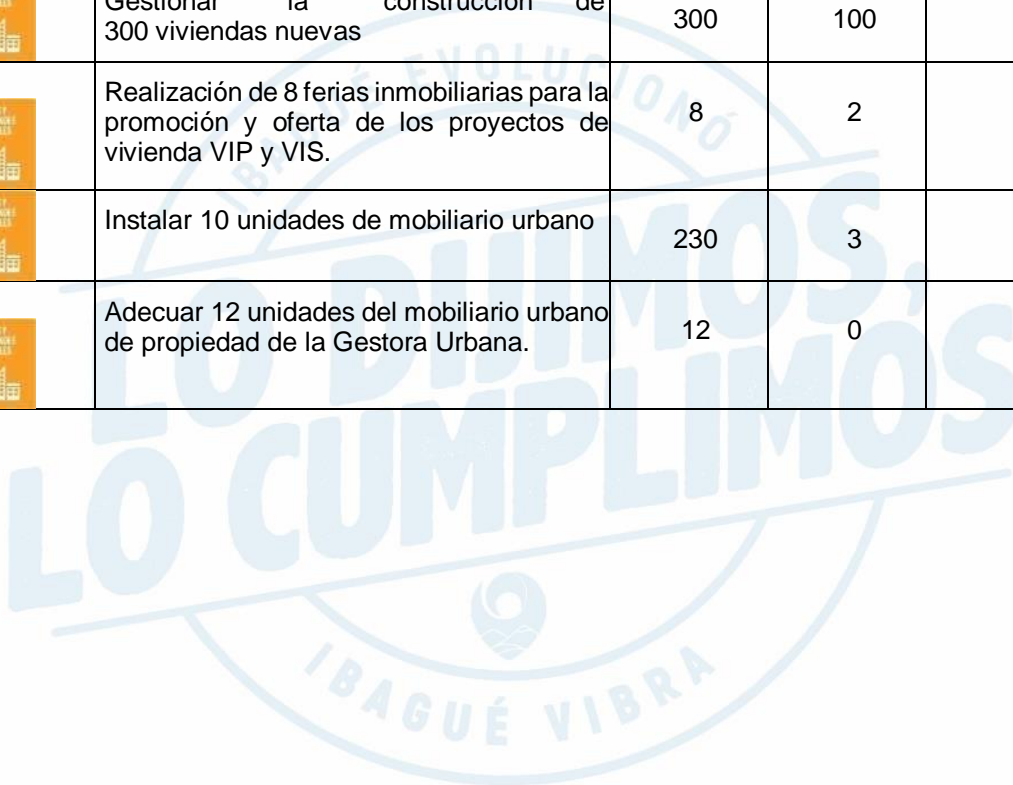 Gestionar la construcción de
300 viviendas nuevas
300
100
Realización de 8 ferias inmobiliarias para la
promoción y oferta de los proyectos de
vivienda VIP y VIS.
8
2
Instalar 10 unidades de mobiliario urbano
230
3
Adecuar 12 unidades del mobiliario urbano
de propiedad de la Gestora Urbana.
12
0
IBAGUÉ EVOLUCIONÓ
LO DIJIMOS,
LO CUMPLIMOS
IBAGUÉ VIBRA